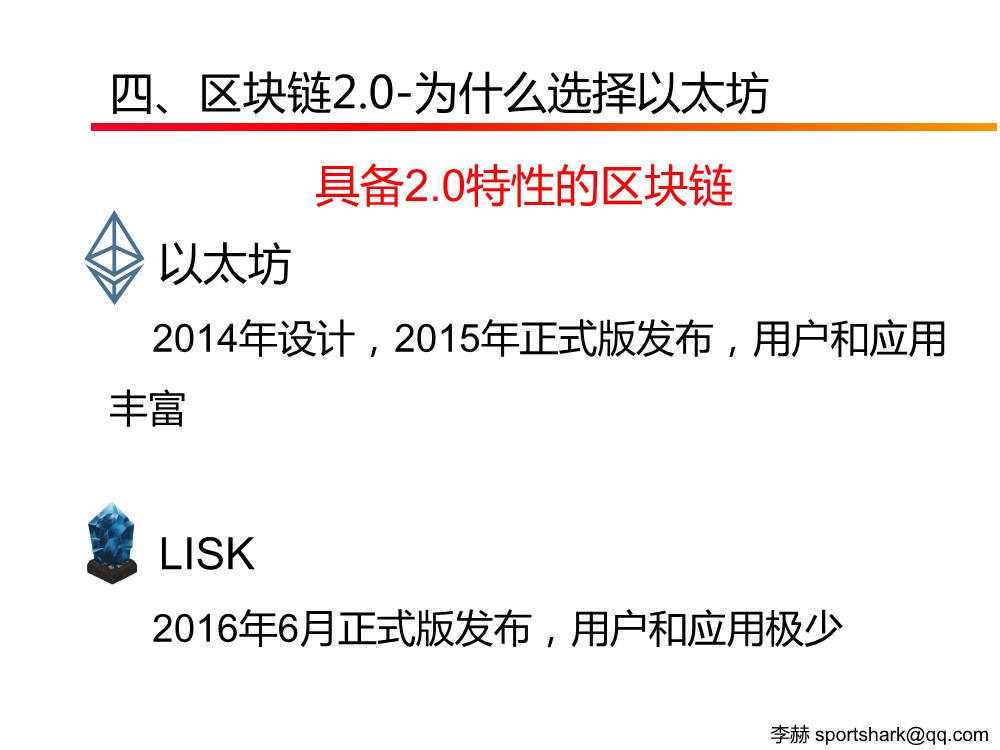 四、区块链2.0-为什么选择以太坊
具备2.0特性的区块链
以太坊
2014年设计，2015年正式版发布，用户和应用
丰富
LISK
2016年6月正式版发布，用户和应用极少
李赫 sportshark@qq.com